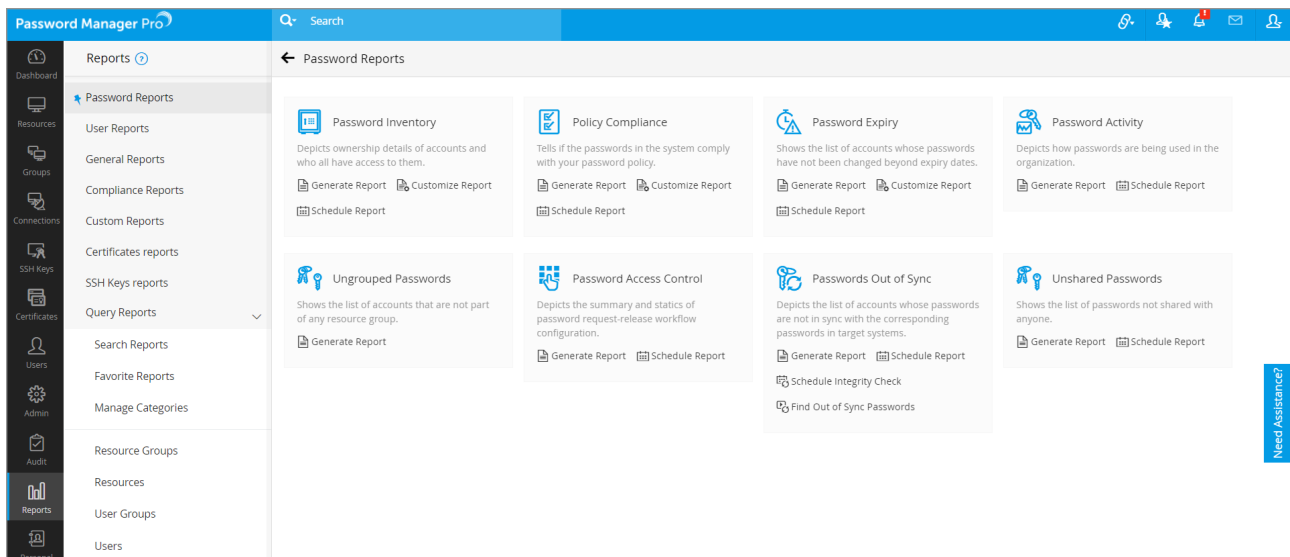 Password Manager Pro
Search
Dashboard
Resources
Groups
Connections
SSH Keys
Certificates
Users
Admin
Audit
Reports
Personal
Reports ?
Password Reports
User Reports
General Reports
Compliance Reports
Custom Reports
Certificates reports
SSH Keys reports
Query Reports
Search Reports
Favorite Reports
Manage Categories
Resource Groups
Resources
User Groups
Users
Password Reports
Password Inventory
Depicts ownership details of accounts and
who all have access to them.
Generate Report Customize Report
Schedule Report
Policy Compliance
Tells if the passwords in the system comply
with your password policy.
Generate Report Customize Report
Schedule Report
Password Expiry
Shows the list of accounts whose passwords
have not been changed beyond expiry dates.
Generate Report Customize Report
Schedule Report
Password Activity
Depicts how passwords are being used in the
organization.
Generate Report Schedule Report
Ungrouped Passwords
Shows the list of accounts that are not part
of any resource group.
Generate Report
Password Access Control
Depicts the summary and statics of
password request-release workflow
configuration.
Generate Report Schedule Report
Passwords Out of Sync
Depicts the list of accounts whose passwords
are not in sync with the corresponding
passwords in target systems.
Generate Report Schedule Report
Schedule Integrity Check
Find Out of Sync Passwords
Unshared Passwords
Shows the list of passwords not shared with
anyone.
Generate Report Schedule Report
Need Assistance?